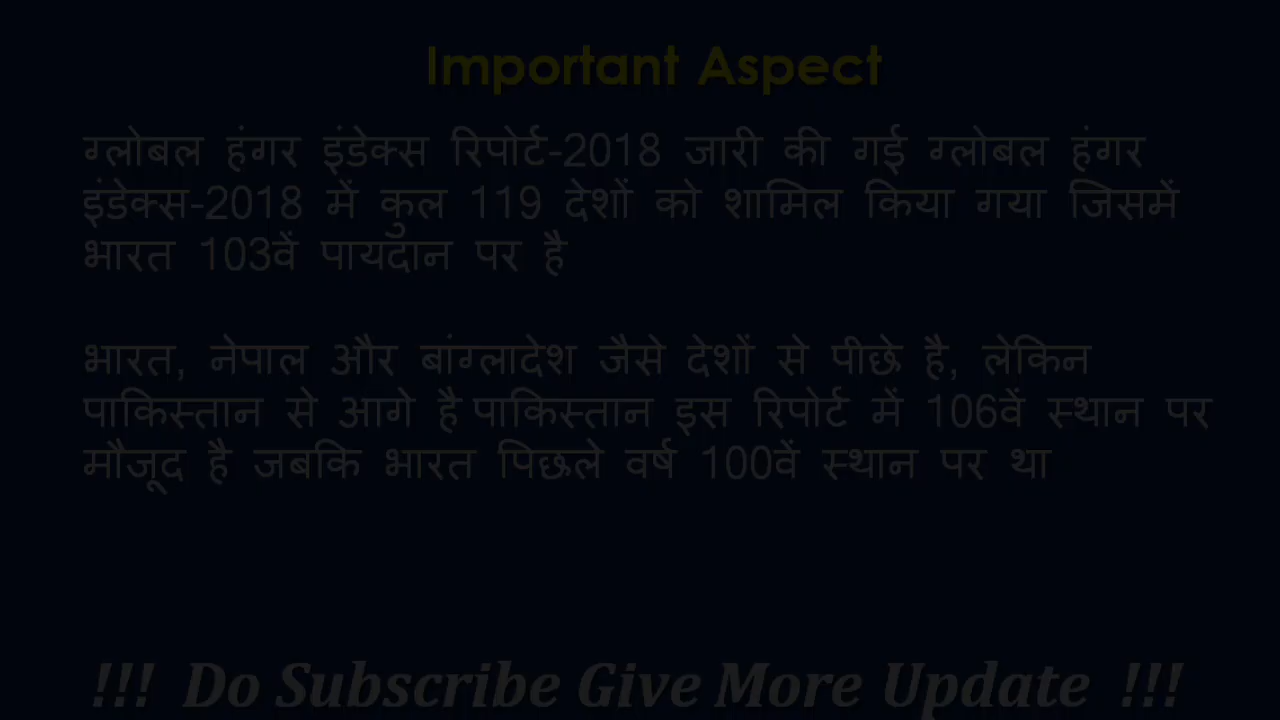 Important Aspect
ग्लोबल हंगर इंडेक्स रिपोर्ट-2018 जारी की गई ग्लोबल हंगर
इंडेक्स-2018 में कुल 119 देशों को शामिल किया गया जिसमें
भारत 103वें पायदान पर है
भारत, नेपाल और बांग्लादेश जैसे देशों से पीछे है, लेकिन
पाकिस्तान से आगे है पाकिस्तान इस रिपोर्ट में 106वें स्थान पर
मौजूद है जबकि भारत पिछले वर्ष 100वें स्थान पर था
!!! Do Subscribe Give More Update !!!